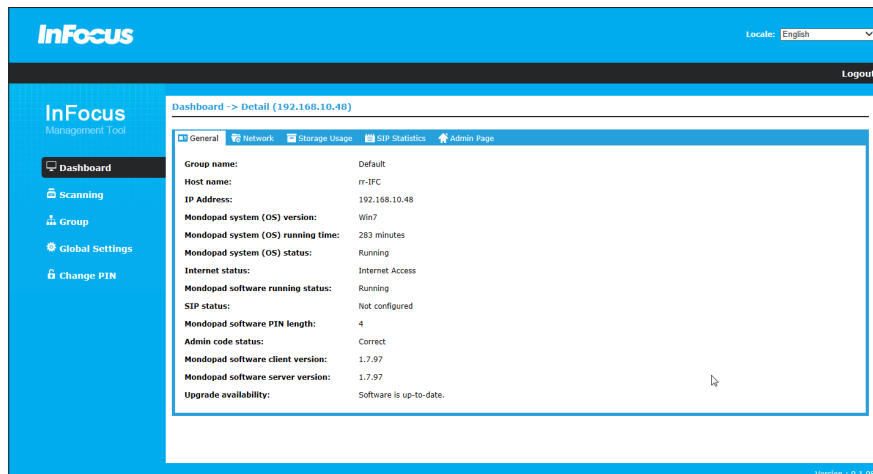 InFocus
Locale: English
Logout
InFocus
Management Tool
Dashboard
Scanning
Group
Global Settings
Change PIN
Dashboard -> Detail (192.168.10.48)
General Network Storage Usage SIP Statistics Admin Page
Group name: Default
Host name: rr-IFC
IP Address: 192.168.10.48
Mondopad system (OS) version: Win7
Mondopad system (OS) running time: 283 minutes
Mondopad system (OS) status: Running
Internet status: Internet Access
Mondopad software running status: Running
SIP status: Not configured
Mondopad software PIN length: 4
Admin code status: Correct
Mondopad software client version: 1.7.97
Mondopad software server version: 1.7.97
Upgrade availability: Software is up-to-date.
Version :